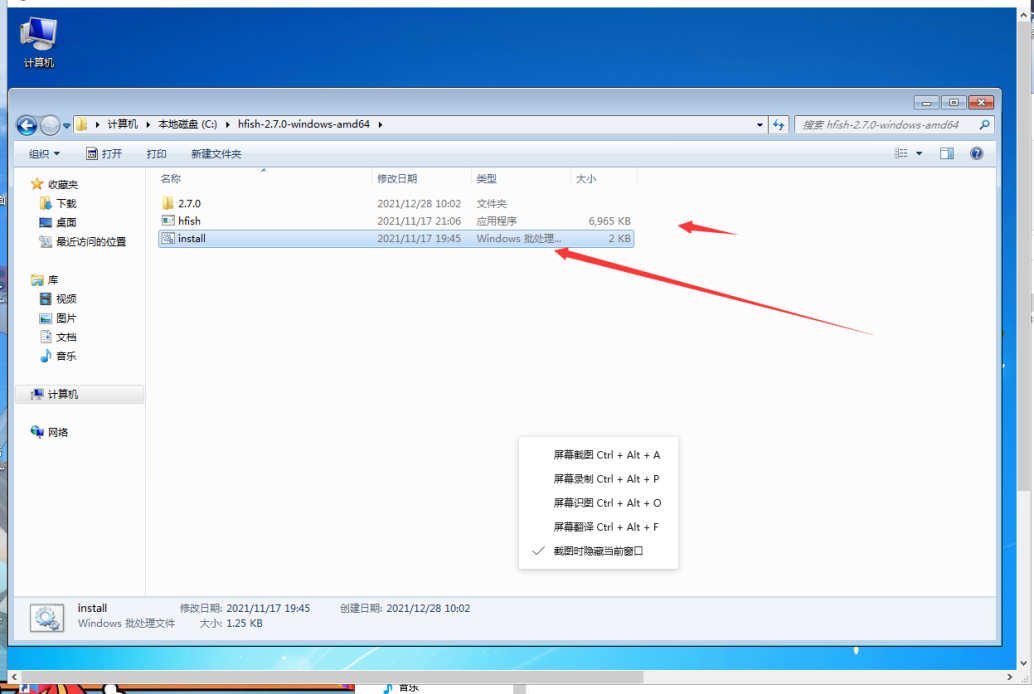 计算机
计算机 本地磁盘 (C:) hfish-2.7.0-windows-amd64
搜索 hfish-2.7.0-windows-amd64
组织 打开 打印 新建文件夹
名称 修改日期 类型 大小
收藏夹
下载
桌面
最近访问的位置
库
视频
图片
文档
音乐
计算机
网络
2.7.0 2021/12/28 10:02 文件夹
hfish 2021/11/17 21:06 应用程序 6,965 KB
install 2021/11/17 19:45 Windows 批处理... 2 KB
屏幕截图 Ctrl + Alt + A
屏幕录制 Ctrl + Alt + P
屏幕识图 Ctrl + Alt + O
屏幕翻译 Ctrl + Alt + F
截图时隐藏当前窗口
install 修改日期: 2021/11/17 19:45 创建日期: 2021/12/28 10:02
Windows 批处理文件 大小: 1.25 KB
音乐